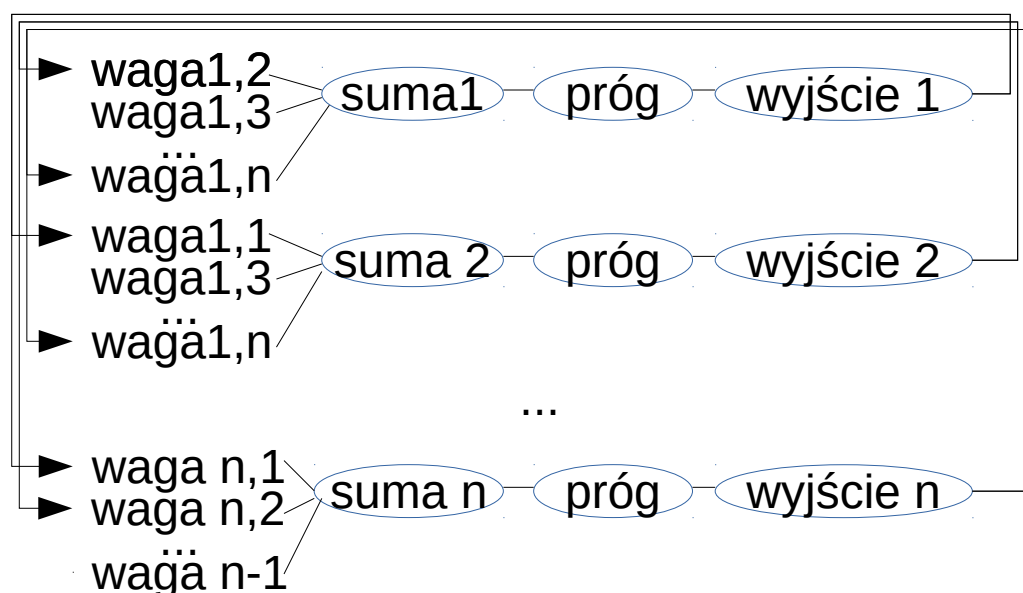 waga1,2
waga1,3
...
waga1,n
suma1
próg
wyjście 1
waga1,1
waga1,3
...
waga1,n
suma 2
próg
wyjście 2
...
waga n,1
waga n,2
...
waga n-1
suma n
próg
wyjście n